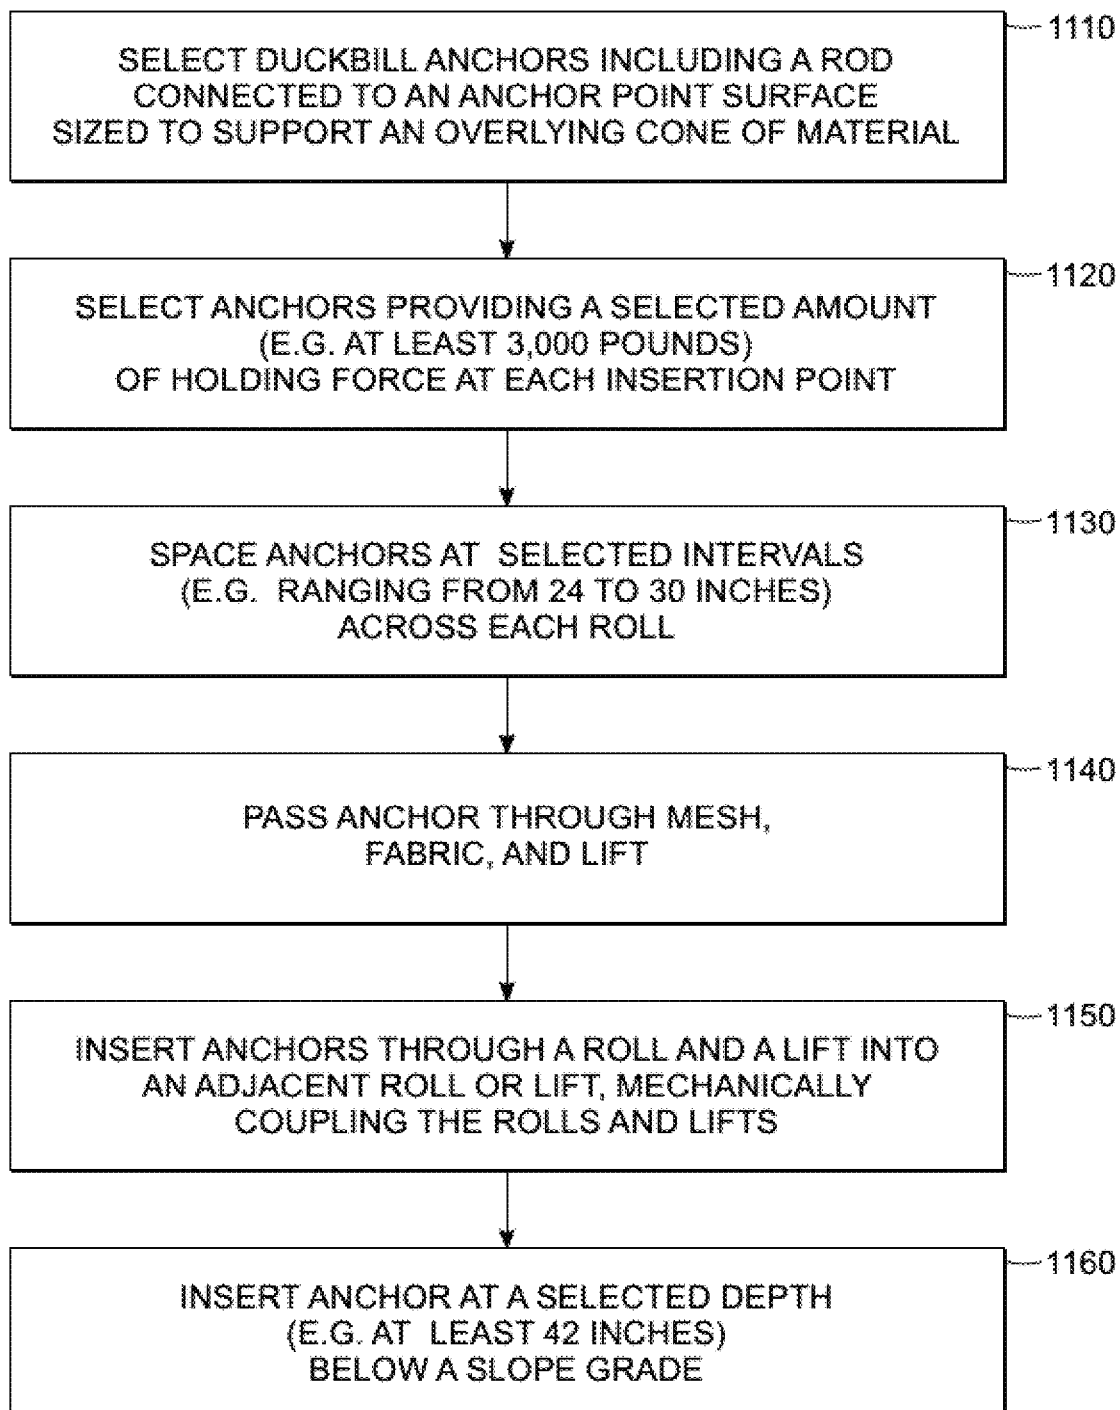 1110
SELECT DUCKBILL ANCHORS INCLUDING A ROD
CONNECTED TO AN ANCHOR POINT SURFACE
SIZED TO SUPPORT AN OVERLYING CONE OF MATERIAL
1120
SELECT ANCHORS PROVIDING A SELECTED AMOUNT
(E.G. AT LEAST 3,000 POUNDS)
OF HOLDING FORCE AT EACH INSERTION POINT
1130
SPACE ANCHORS AT SELECTED INTERVALS
(E.G. RANGING FROM 24 TO 30 INCHES)
ACROSS EACH ROLL
1140
PASS ANCHOR THROUGH MESH,
FABRIC, AND LIFT
1150
INSERT ANCHORS THROUGH A ROLL AND A LIFT INTO
AN ADJACENT ROLL OR LIFT, MECHANICALLY
COUPLING THE ROLLS AND LIFTS
1160
INSERT ANCHOR AT A SELECTED DEPTH
(E.G. AT LEAST 42 INCHES)
BELOW A SLOPE GRADE